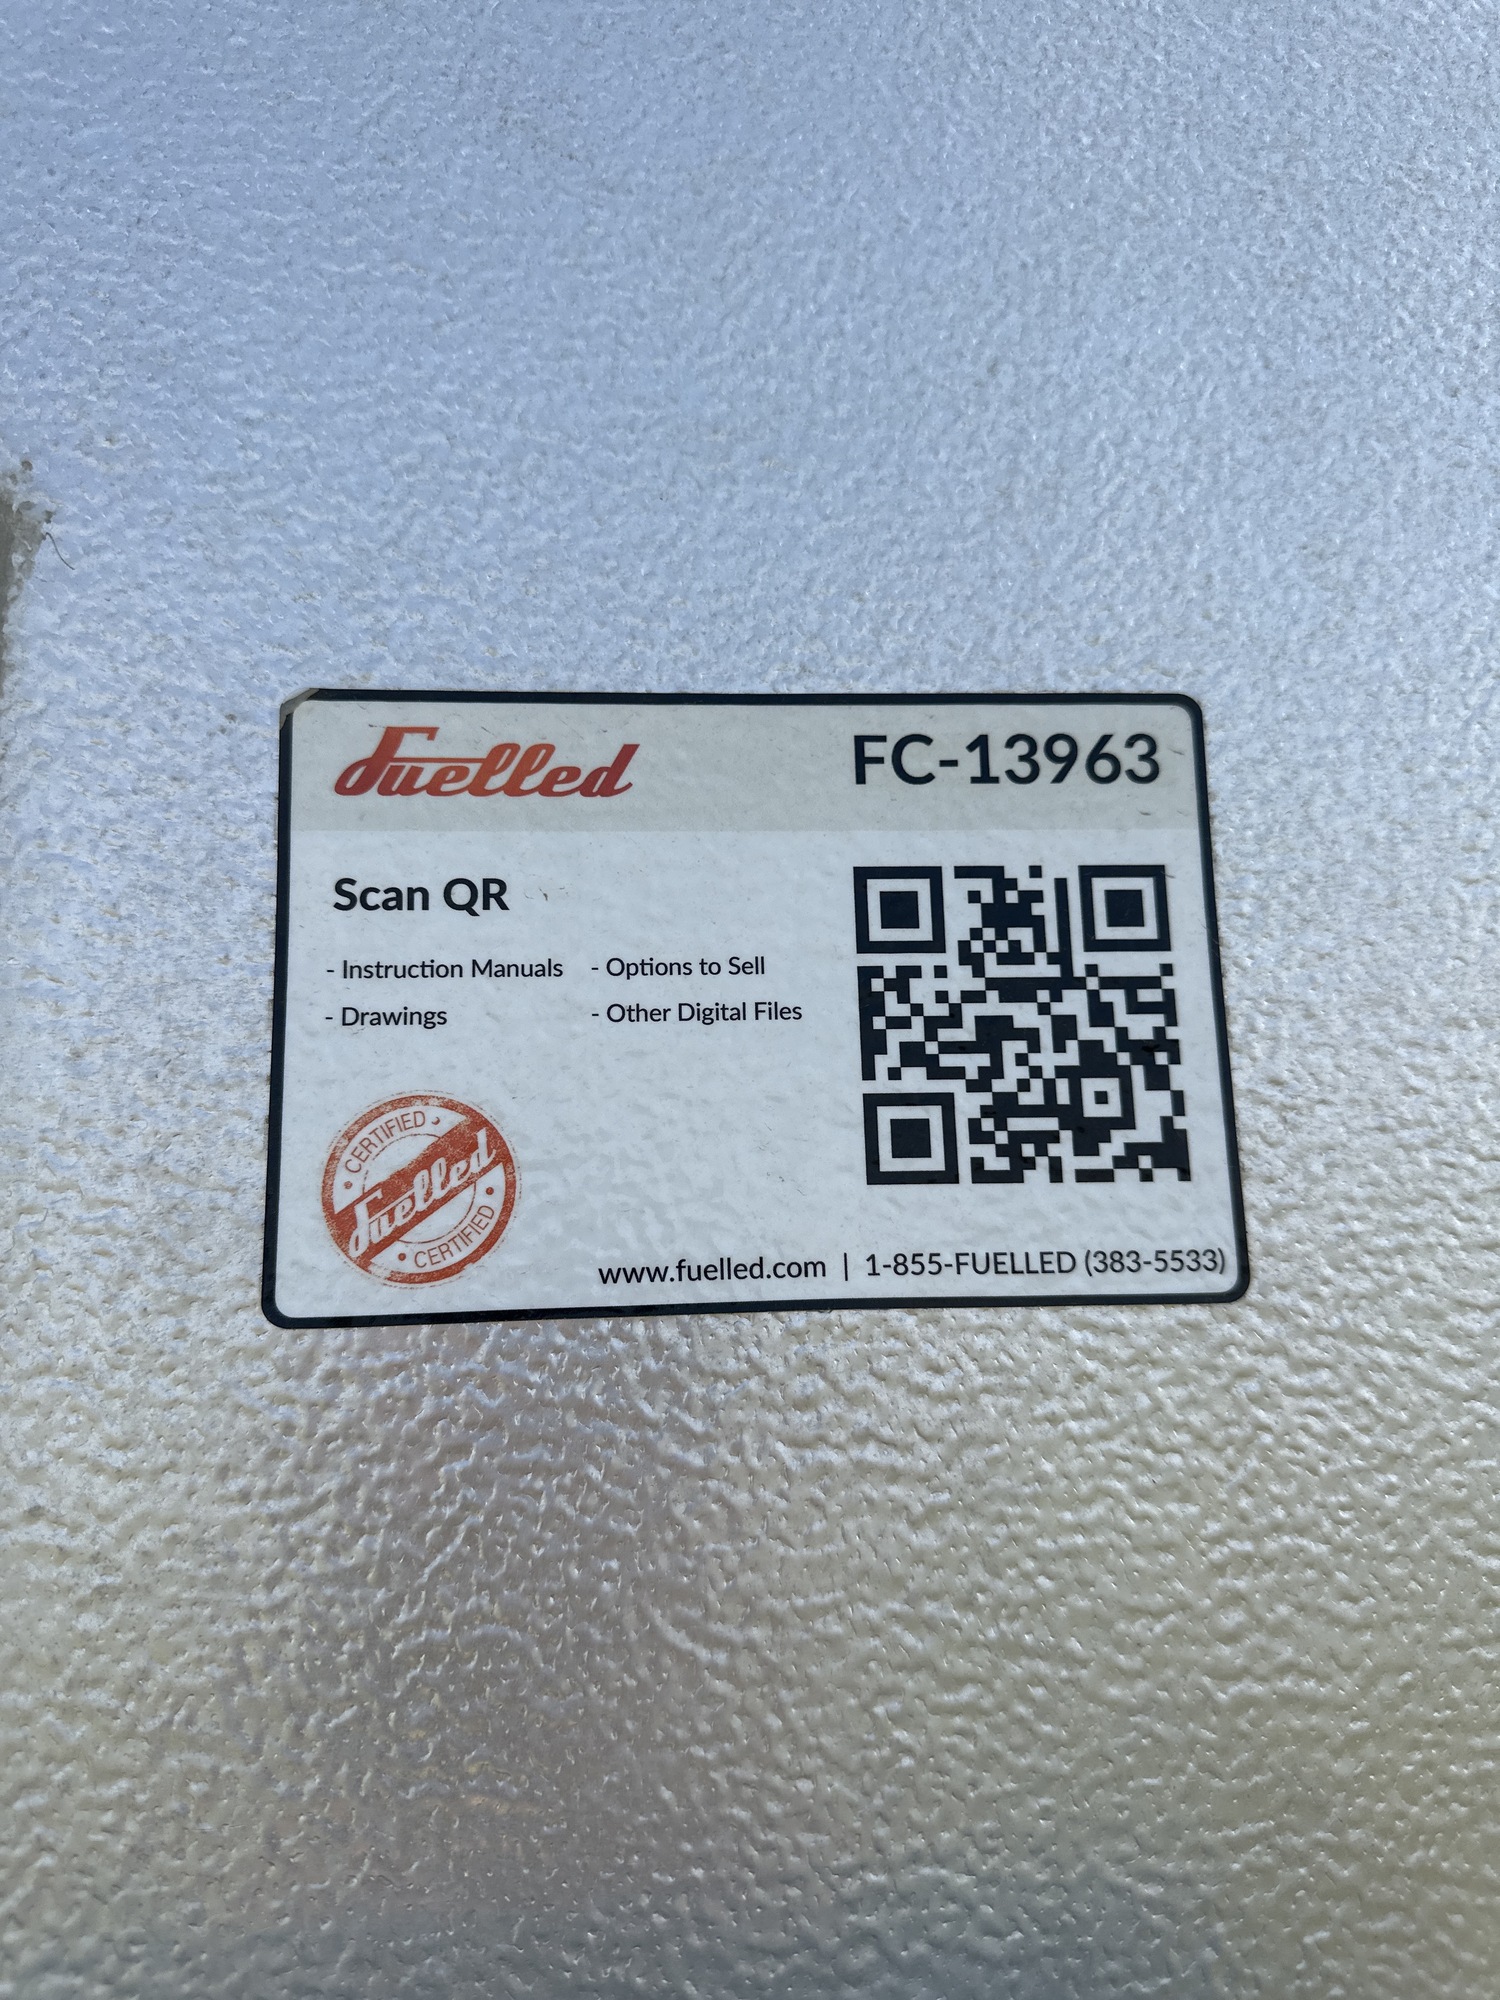 Fuelled
FC-13963
Scan QR
- Instruction Manuals
- Options to Sell
- Drawings
- Other Digital Files
CERTIFIED
Fuelled
CERTIFIED
www.fuelled.com | 1-855-FUELLED (383-5533)